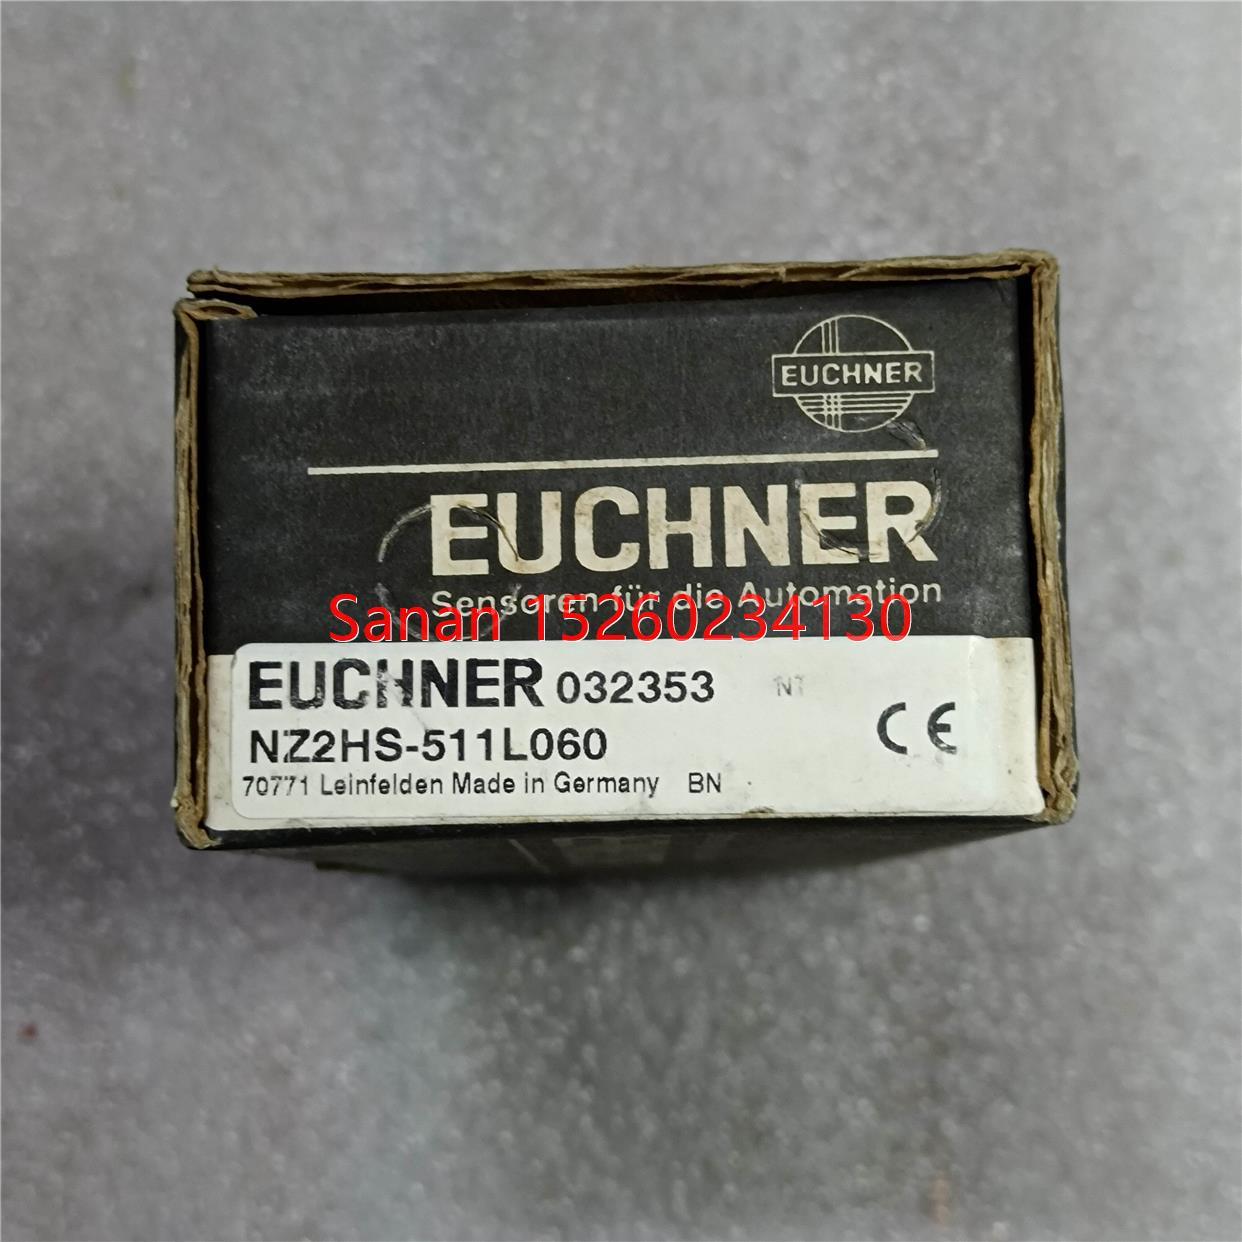 EUCHNER
EUCHNER
Sensoren für die Automation
Sanan 15260234130
EUCHNER 032353
NZ2HS-511L060
CE
70771 Leinfelden Made in Germany BN